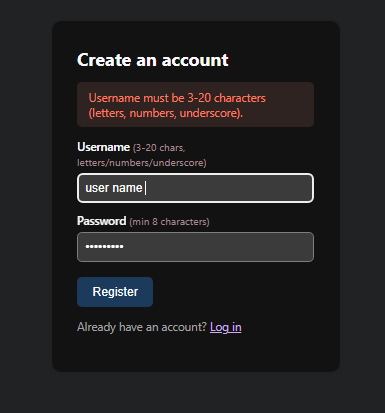 Create an account
Username must be 3-20 characters
(letters, numbers, underscore).
Username (3-20 chars,
letters/numbers/underscore)
user name
Password (min 8 characters)
•••••••••
Register
Already have an account? Log in